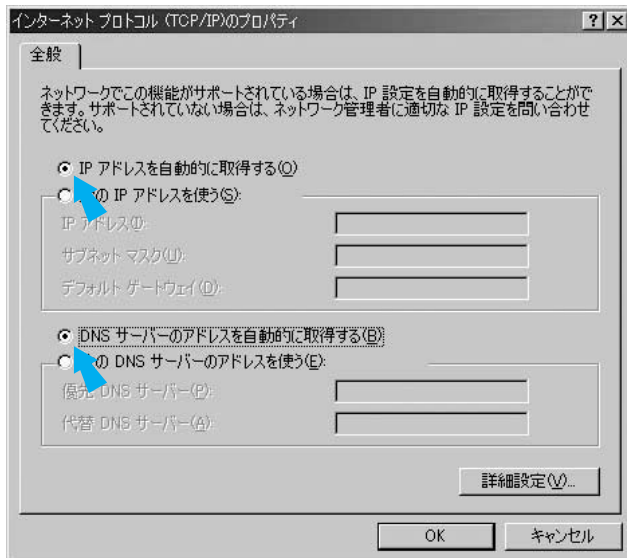 インターネット プロトコル (TCP/IP)のプロパティ
全般
ネットワークでこの機能がサポートされている場合は、IP 設定を自動的に取得することがで
きます。サポートされていない場合は、ネットワーク管理者に適切な IP 設定を問い合わせ
てください。
IP アドレスを自動的に取得する(O)
の IP アドレスを使う(S):
IP アドレス(I):
サブネット マスク(U):
デフォルト ゲートウェイ(D):
DNS サーバーのアドレスを自動的に取得する(B)
の DNS サーバーのアドレスを使う(E):
優先 DNS サーバー(P):
代替 DNS サーバー(A):
詳細設定(V)...
OK
キャンセル